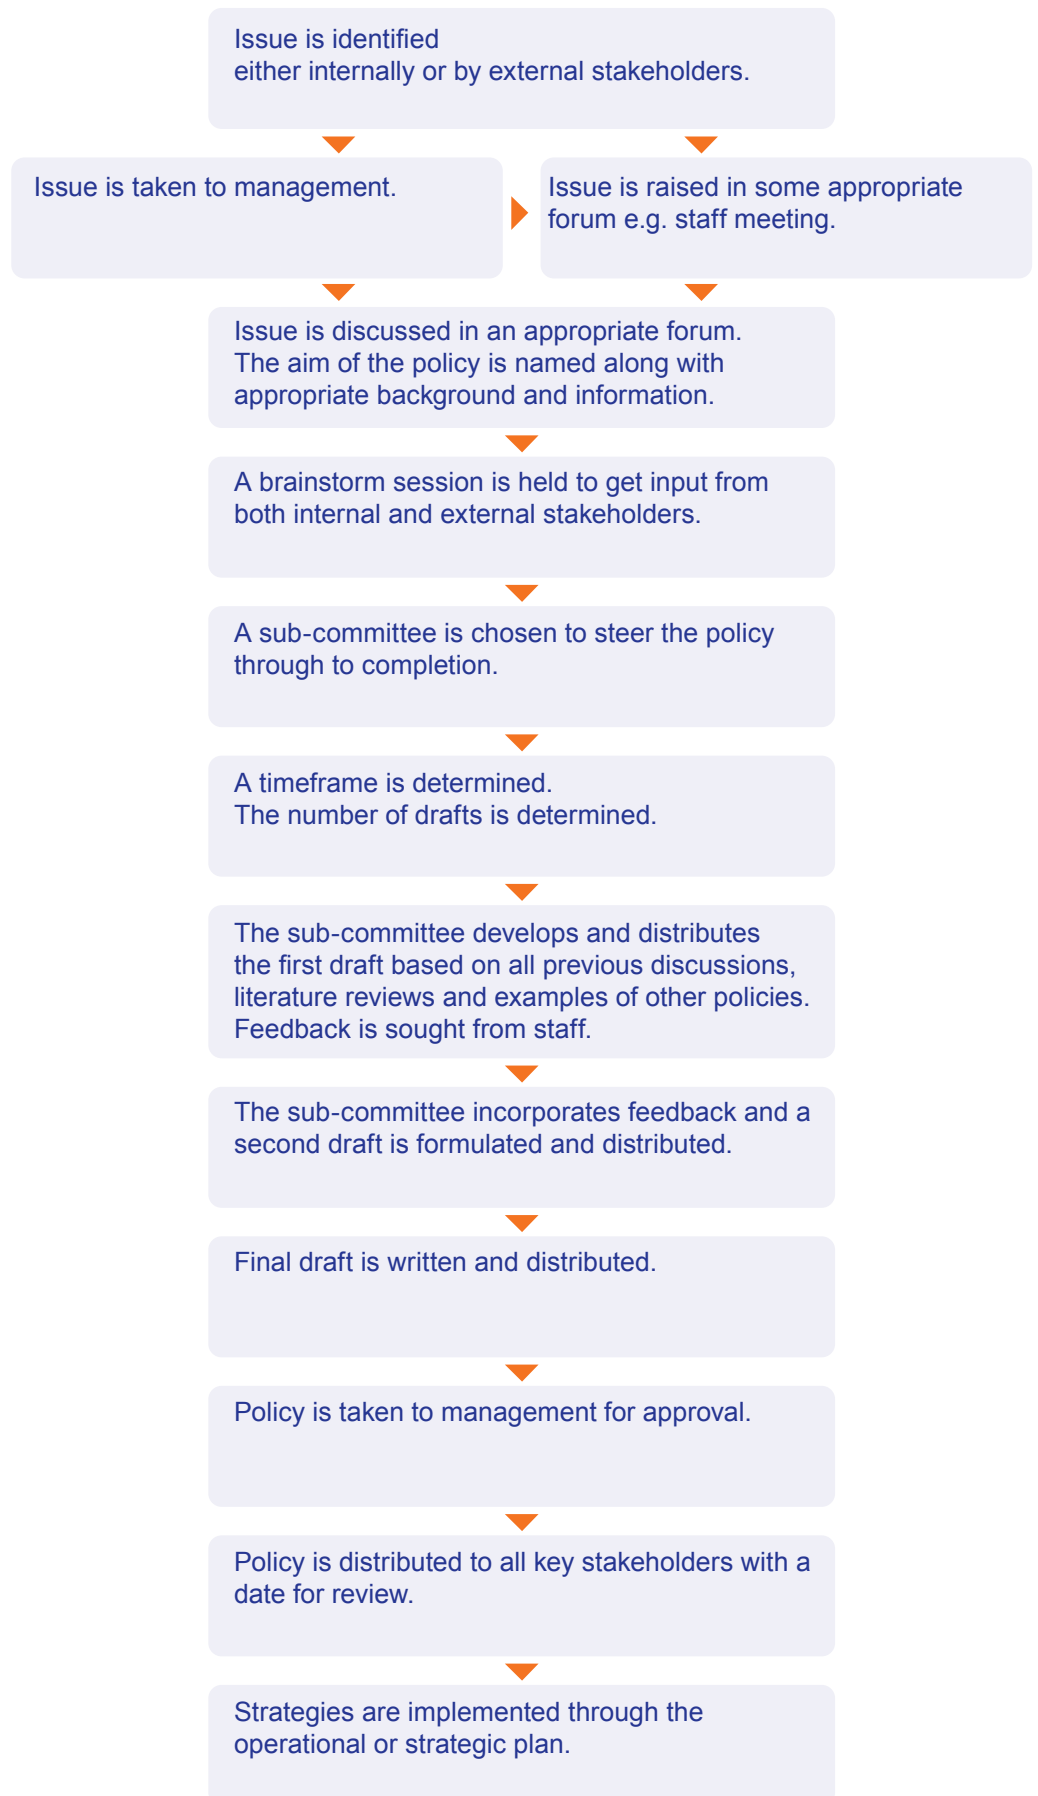 Issue is identified
either internally or by external stakeholders.
Issue is taken to management.
Issue is raised in some appropriate
forum e.g. staff meeting.
Issue is discussed in an appropriate forum.
The aim of the policy is named along with
appropriate background and information.
A brainstorm session is held to get input from
both internal and external stakeholders.
A sub-committee is chosen to steer the policy
through to completion.
A timeframe is determined.
The number of drafts is determined.
The sub-committee develops and distributes
the first draft based on all previous discussions,
literature reviews and examples of other policies.
Feedback is sought from staff.
The sub-committee incorporates feedback and a
second draft is formulated and distributed.
Final draft is written and distributed.
Policy is taken to management for approval.
Policy is distributed to all key stakeholders with a
date for review.
Strategies are implemented through the
operational or strategic plan.